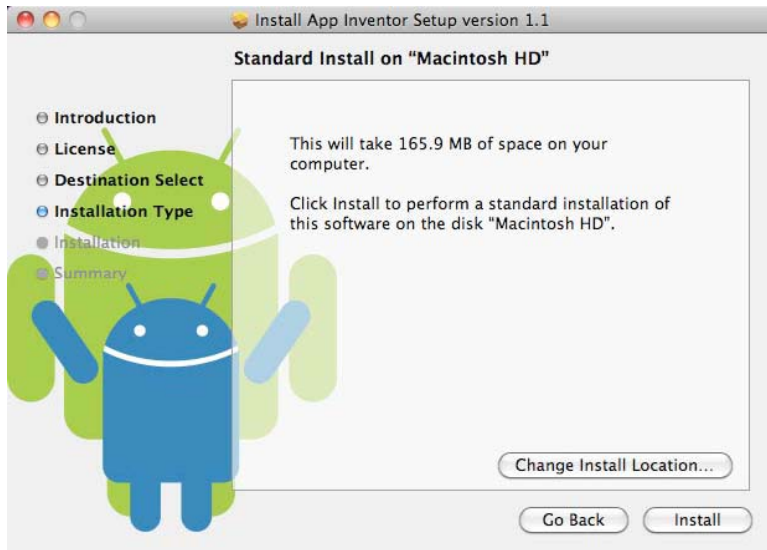 Install App Inventor Setup version 1.1
Standard Install on “Macintosh HD”
Introduction
License
Destination Select
Installation Type
Installation
Summary
This will take 165.9 MB of space on your
computer.
Click Install to perform a standard installation of
this software on the disk “Macintosh HD”.
Change Install Location...
Go Back
Install